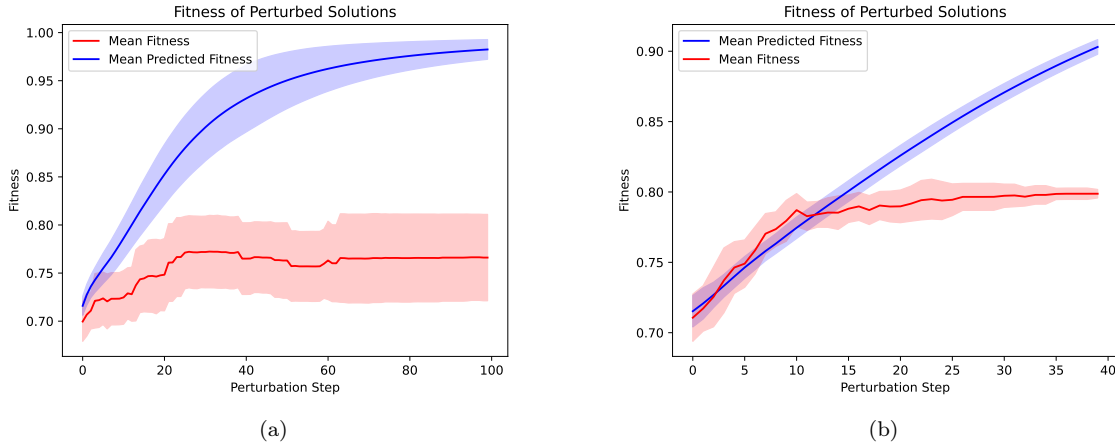 Fitness of Perturbed Solutions
1.00
0.95
0.90
0.85
0.80
0.75
0.70
Fitness
Mean Fitness
Mean Predicted Fitness
0 20 40 60 80 100
Perturbation Step
(a)
Fitness of Perturbed Solutions
0.90
0.85
0.80
0.75
0.70
Fitness
Mean Predicted Fitness
Mean Fitness
0 5 10 15 20 25 30 35 40
Perturbation Step
(b)